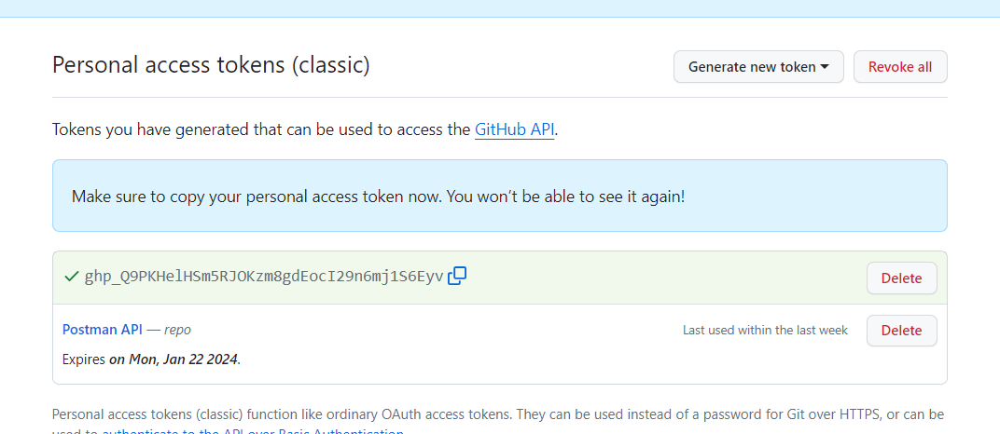 Personal access tokens (classic)
Generate new token
Revoke all
Tokens you have generated that can be used to access the GitHub API.
Make sure to copy your personal access token now. You won’t be able to see it again!
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
Delete
Postman API — repo
Last used within the last week
Delete
Expires on Mon, Jan 22 2024.
Personal access tokens (classic) function like ordinary OAuth access tokens. They can be used instead of a password for Git over HTTPS, or can be
used to authenticate to the API over Basic Authentication